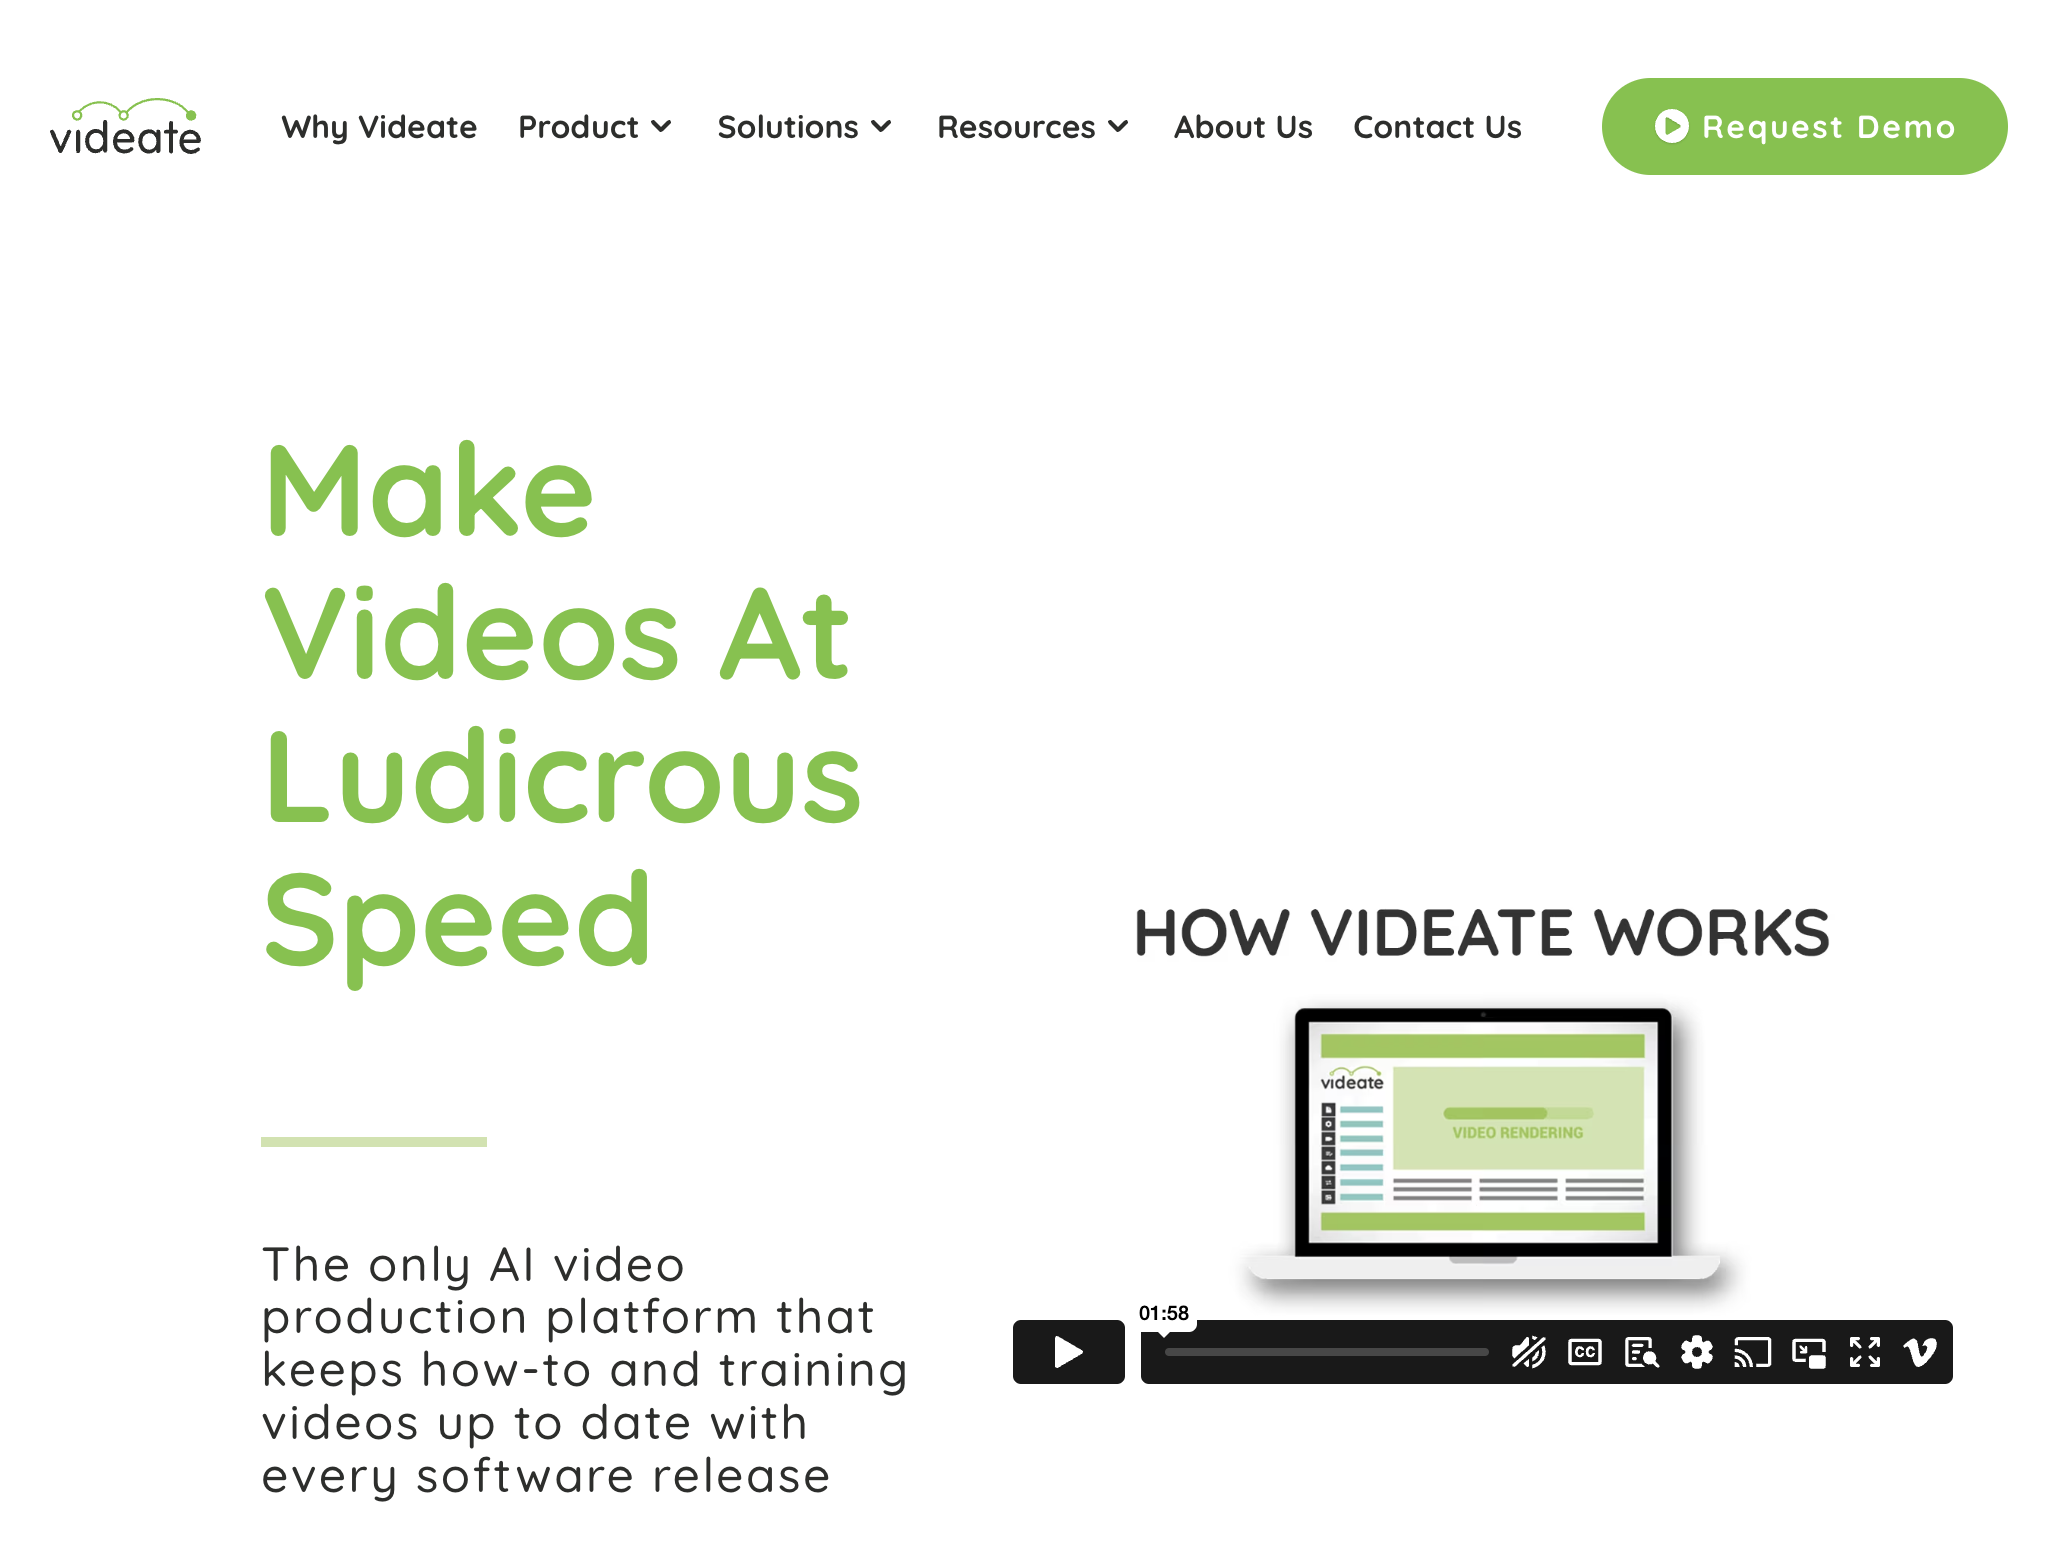 videate
Why Videate Product Solutions Resources About Us Contact Us Request Demo
Make
Videos At
Ludicrous
Speed
The only AI video
production platform that
keeps how-to and training
videos up to date with
every software release
HOW VIDEATE WORKS
videate
VIDEO RENDERING
01:58
CC